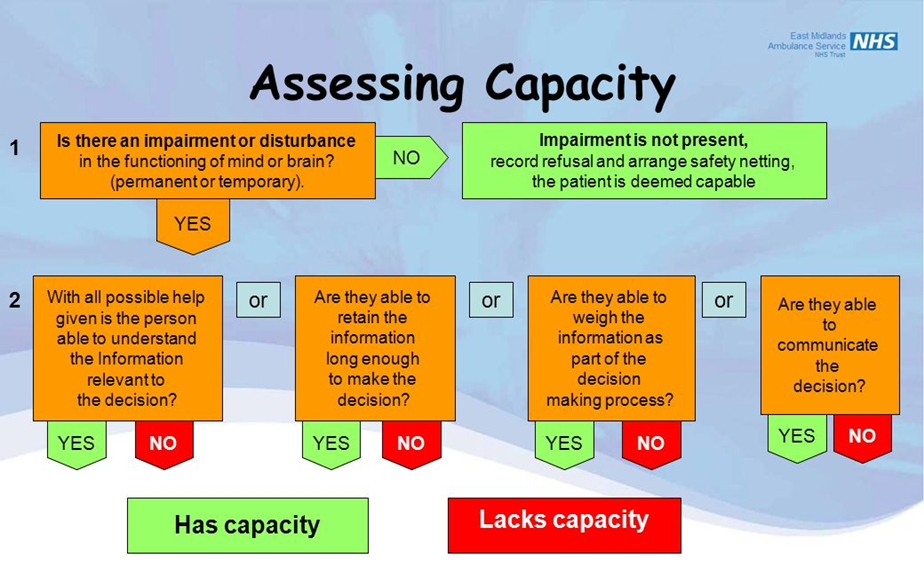 East Midlands
Ambulance Service
NHS Trust
NHS
Assessing Capacity
1
Is there an impairment or disturbance
in the functioning of mind or brain?
(permanent or temporary).
NO
Impairment is not present,
record refusal and arrange safety netting,
the patient is deemed capable
YES
2
With all possible help
given is the person
able to understand
the Information
relevant to
the decision?
or
Are they able to
retain the
information
long enough
to make the
decision?
or
Are they able to
weigh the
information as
part of the
decision
making process?
or
Are they able
to
communicate
the
decision?
YES
NO
YES
NO
YES
NO
YES
NO
Has capacity
Lacks capacity